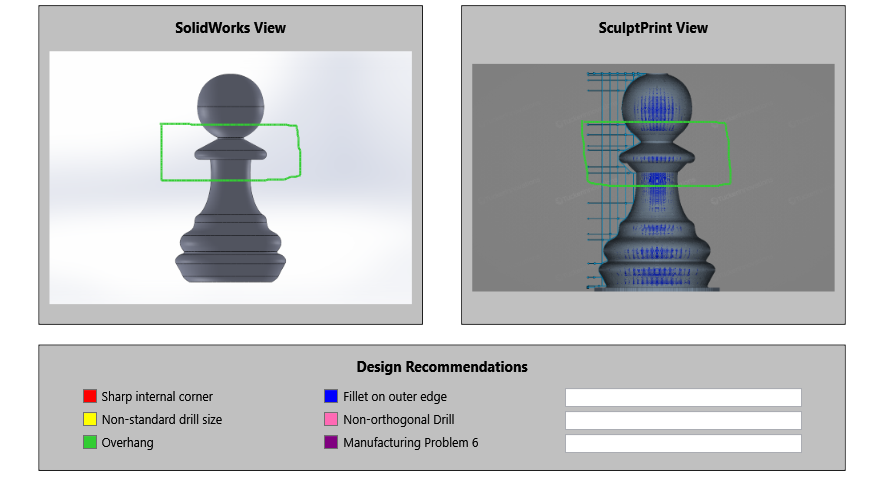 SolidWorks View
SculptPrint View
Design Recommendations
Sharp internal corner
Fillet on outer edge
Non-standard drill size
Non-orthogonal Drill
Overhang
Manufacturing Problem 6